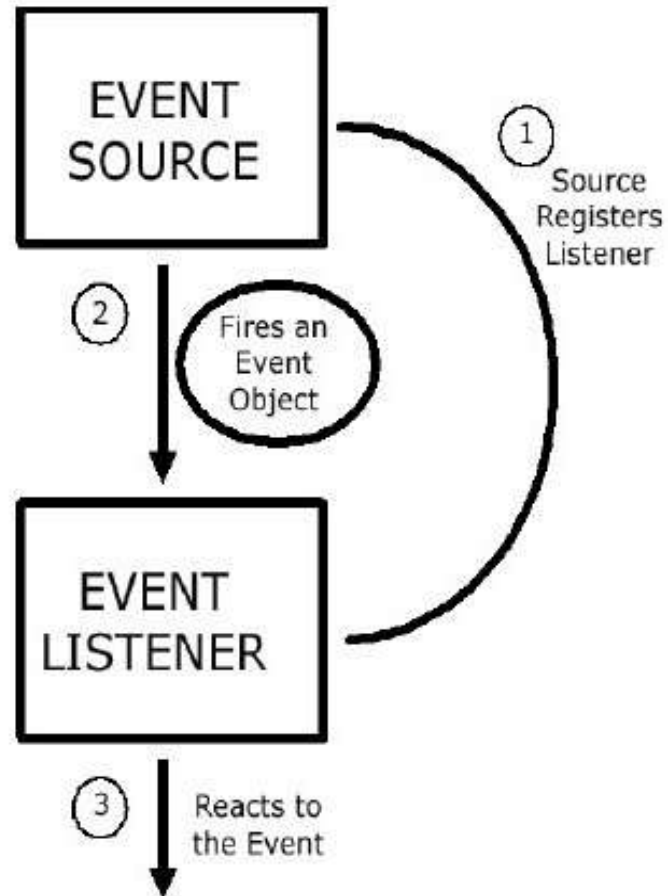 EVENT
SOURCE
1
Source
Registers
Listener
2
Fires an
Event
Object
EVENT
LISTENER
3
Reacts to
the Event